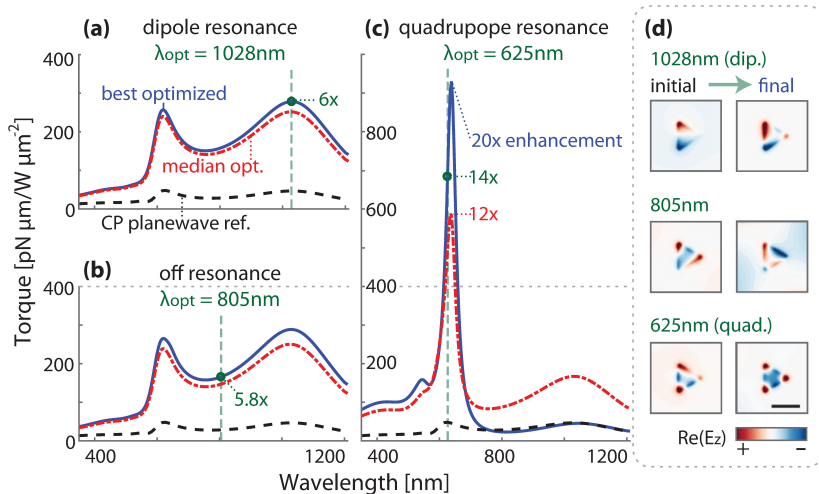 (a) dipole resonance
λopt = 1028nm
400
best optimized
6x
200
median opt.
CP planewave ref.
0
(b) off resonance
400
λopt = 805nm
200
5.8x
0
400
800
1200
Torque [pN μm/W μm⁻²]
Wavelength [nm]
(c) quadrupope resonance
λopt = 625nm
800
20x enhancement
14x
600
12x
400
200
0
400
800
1200
(d)
1028nm (dip.)
initial → final
805nm
625nm (quad.)
Re(Ez)
+ −